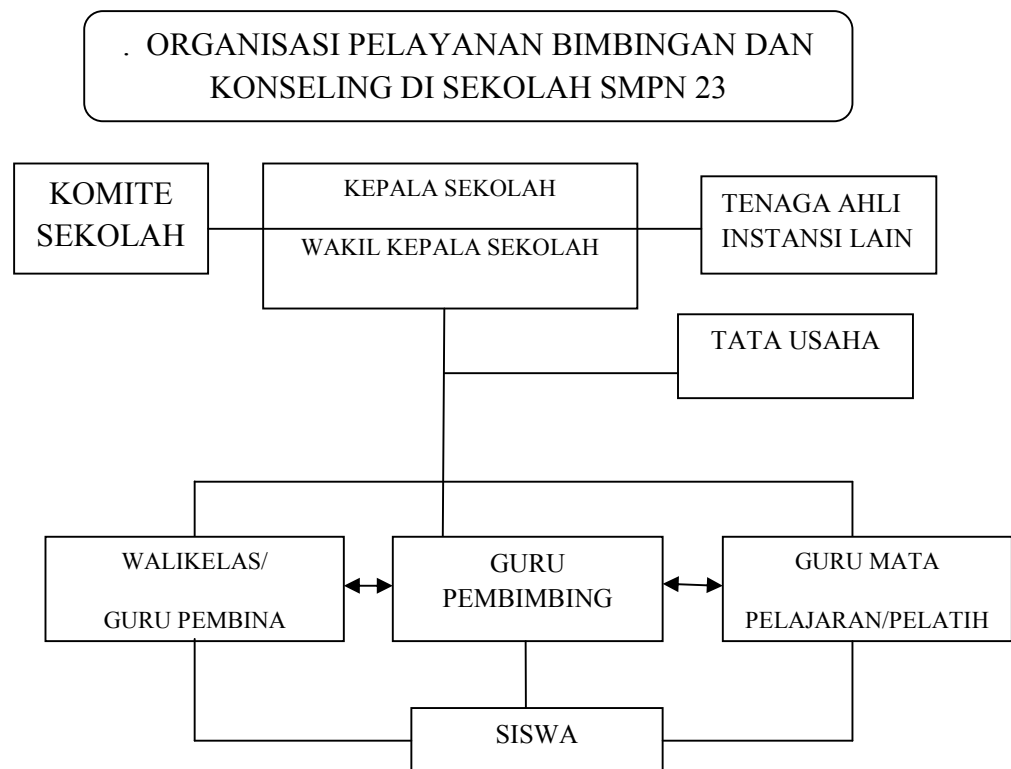 . ORGANISASI PELAYANAN BIMBINGAN DAN
KONSELING DI SEKOLAH SMPN 23
KOMITE
SEKOLAH
KEPALA SEKOLAH
WAKIL KEPALA SEKOLAH
TENAGA AHLI
INSTANSI LAIN
TATA USAHA
WALIKELAS/
GURU PEMBINA
GURU
PEMBIMBING
GURU MATA
PELAJARAN/PELATIH
SISWA